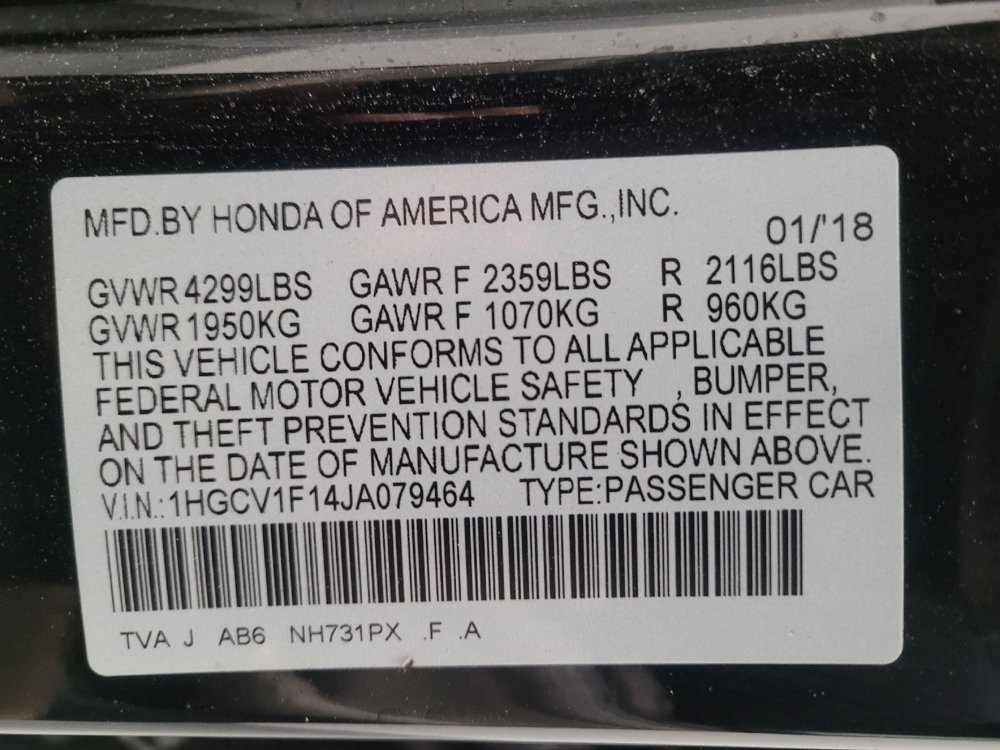 MFD.BY HONDA OF AMERICA MFG.,INC.
01/'18
GVWR 4299LBS GAWR F 2359LBS R 2116LBS
GVWR 1950KG GAWR F 1070KG R 960KG
THIS VEHICLE CONFORMS TO ALL APPLICABLE
FEDERAL MOTOR VEHICLE SAFETY , BUMPER,
AND THEFT PREVENTION STANDARDS IN EFFECT
ON THE DATE OF MANUFACTURE SHOWN ABOVE.
V.I.N.:1HGCV1F14JA079464 TYPE:PASSENGER CAR
TVA J AB6 NH731PX .F .A